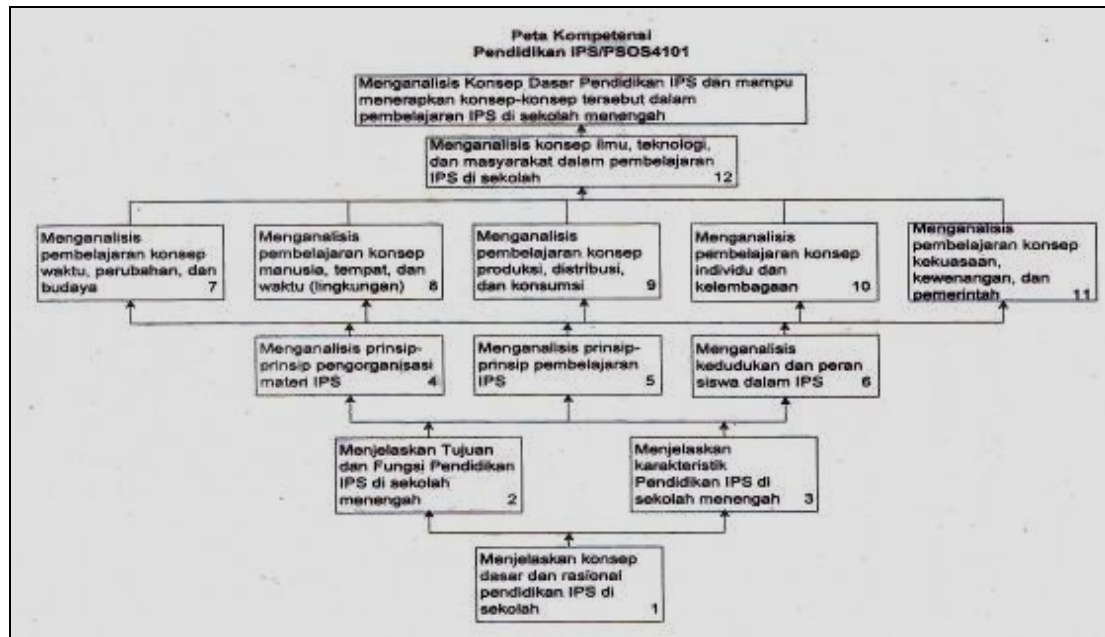 Peta Kompetensi
Pendidikan IPS/PSOS4101
Menganalisis Konsep Dasar Pendidikan IPS dan mampu
menerapkan konsep-konsep tersebut dalam
pembelajaran IPS di sekolah menengah
Menganalisis konsep ilmu, teknologi,
dan masyarakat dalam pembelajaran
IPS di sekolah 12
Menganalisis
pembelajaran konsep
waktu, perubahan, dan
budaya 7
Menganalisis
pembelajaran konsep
manusia, tempat, dan
waktu (lingkungan) 8
Menganalisis
pembelajaran konsep
produksi, distribusi,
dan konsumsi 9
Menganalisis
pembelajaran konsep
individu dan
kelembagaan 10
Menganalisis
pembelajaran konsep
kekuasaan,
kewenangan, dan
pemerintah 11
Menganalisis prinsip-
prinsip pengorganisasi
materi IPS 4
Menganalisis prinsip-
prinsip pembelajaran
IPS 5
Menganalisis
kedudukan dan peran
siswa dalam IPS 6
Menjelaskan Tujuan
dan Fungsi Pendidikan
IPS di sekolah
menengah 2
Menjelaskan
karakteristik
Pendidikan IPS di
sekolah menengah 3
Menjelaskan konsep
dasar dan rasional
pendidikan IPS di
sekolah 1